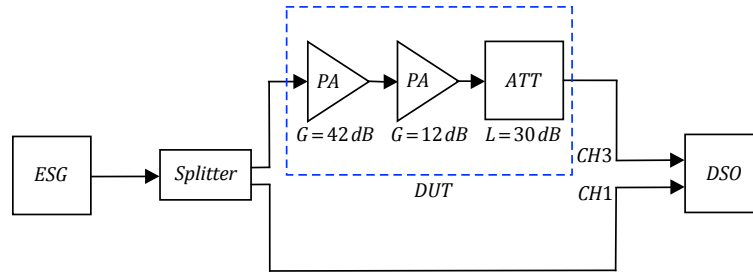 PA
PA
ATT
G = 42 dB
G = 12 dB
L = 30 dB
ESG
Splitter
DUT
CH3
CH1
DSO